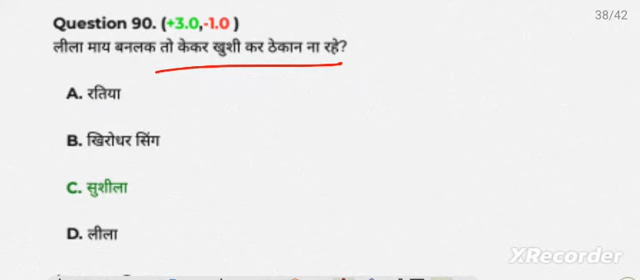 38/42
Question 90. (+3.0,-1.0 )
लीला माय बनलक तो केकर खुशी कर ठेकान ना रहे?
A. रतिया
B. खिरोधर सिंग
C. सुशीला
D. लीला
XRecorder